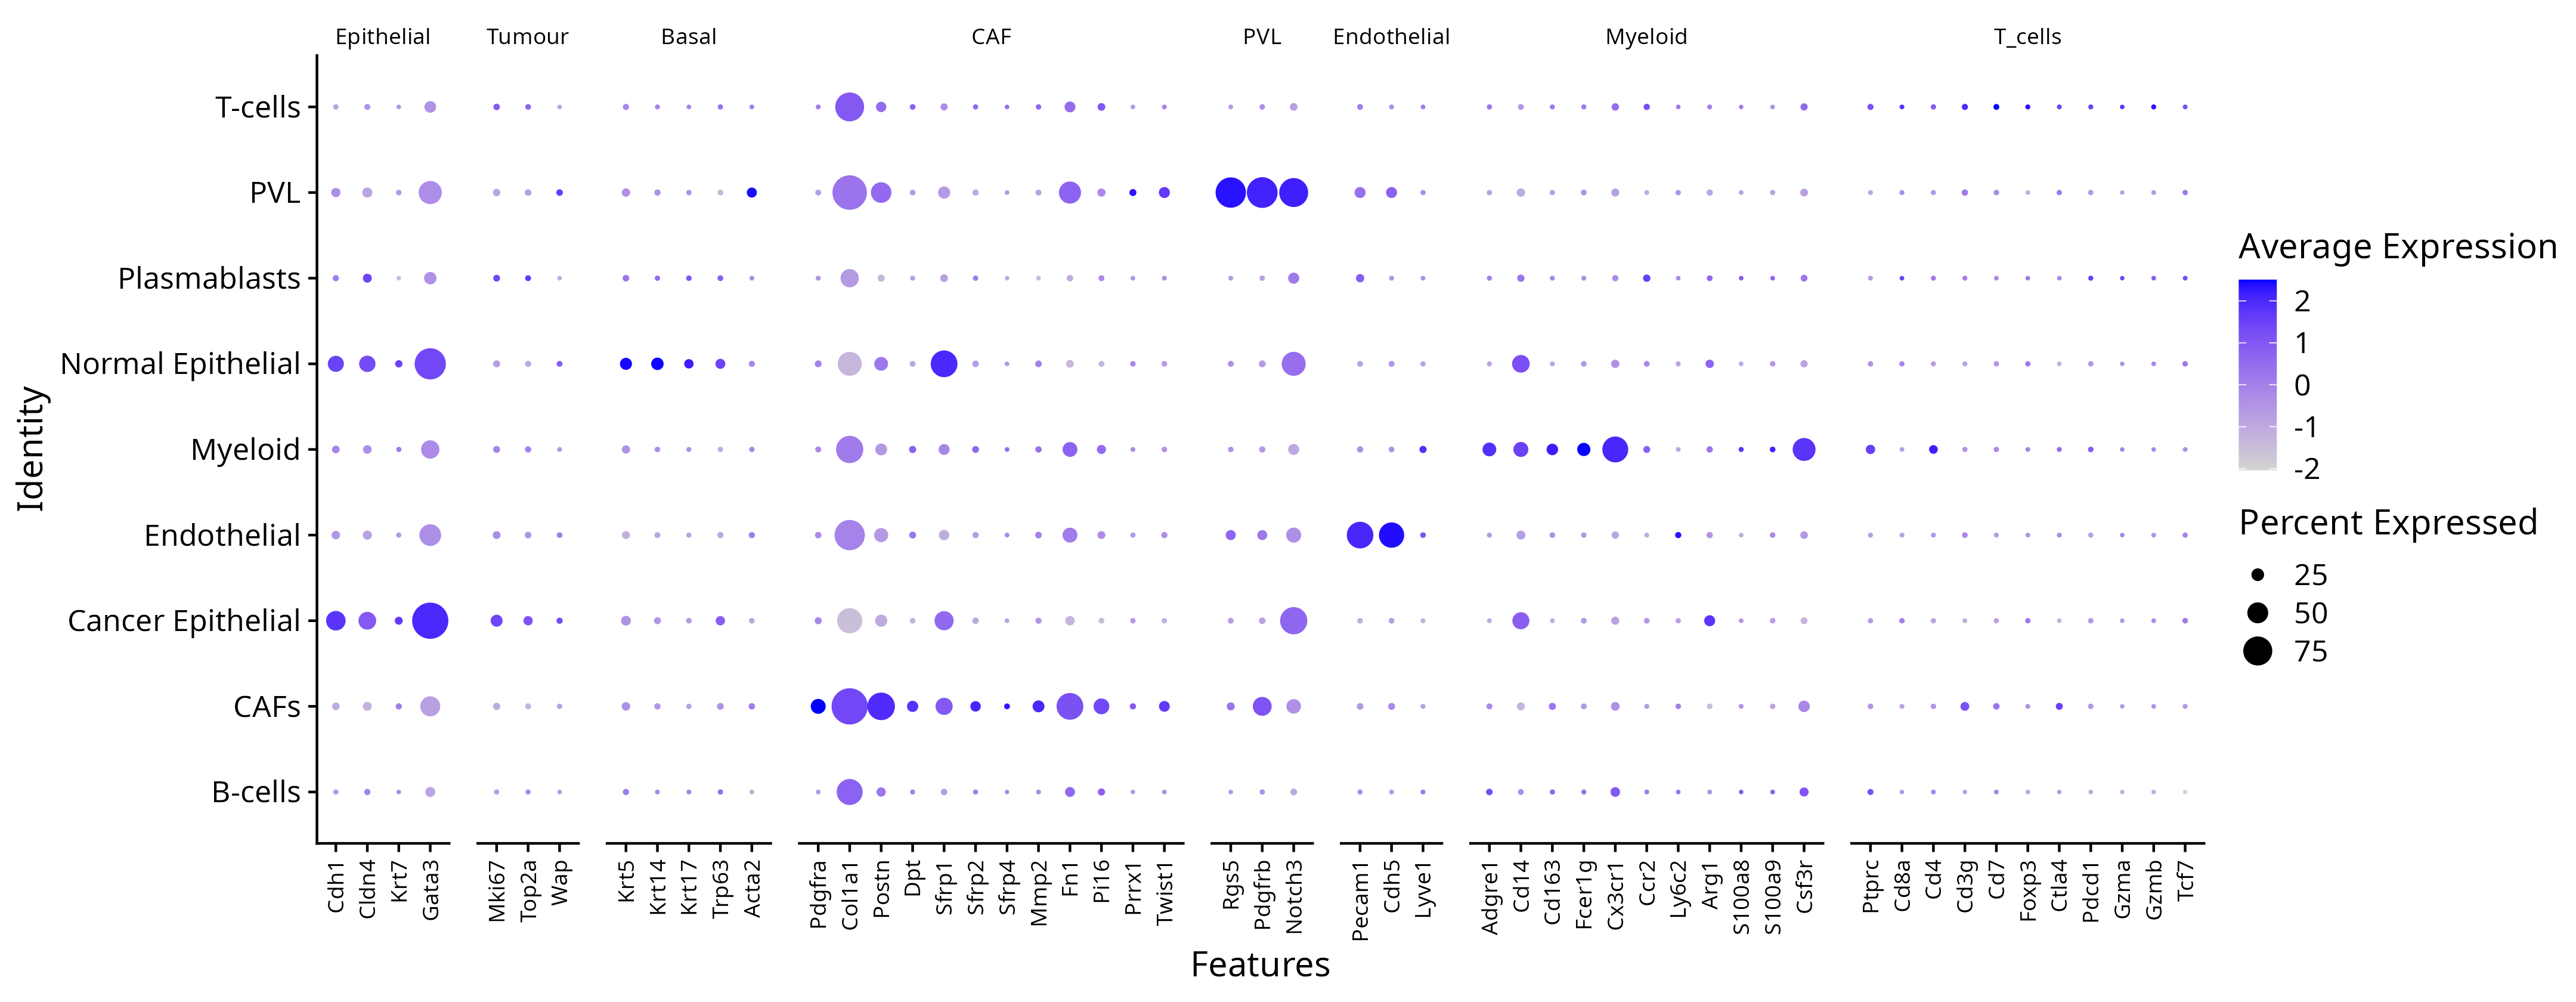 Epithelial Tumour Basal CAF PVL Endothelial Myeloid T_cells
T-cells
PVL
Plasmablasts
Normal Epithelial
Myeloid
Endothelial
Cancer Epithelial
CAFs
B-cells
Identity
Cdh1 Cldn4 Krt7 Gata3 Mki67 Top2a Wap Krt5 Krt14 Krt17 Trp63 Acta2 Pdgfra Col1a1 Postn Dpt Sfrp1 Sfrp2 Sfrp4 Mmp2 Fn1 Pi16 Prrx1 Twist1 Rgs5 Pdgfrb Notch3 Pecam1 Cdh5 Lyve1 Adgre1 Cd14 Cd163 Fcer1g Cx3cr1 Ccr2 Ly6c2 Arg1 S100a8 S100a9 Csf3r Ptprc Cd8a Cd4 Cd3g Cd7 Foxp3 Ctla4 Pdcd1 Gzma Gzmb Tcf7
Features
Average Expression
2
1
0
-1
-2
Percent Expressed
25
50
75